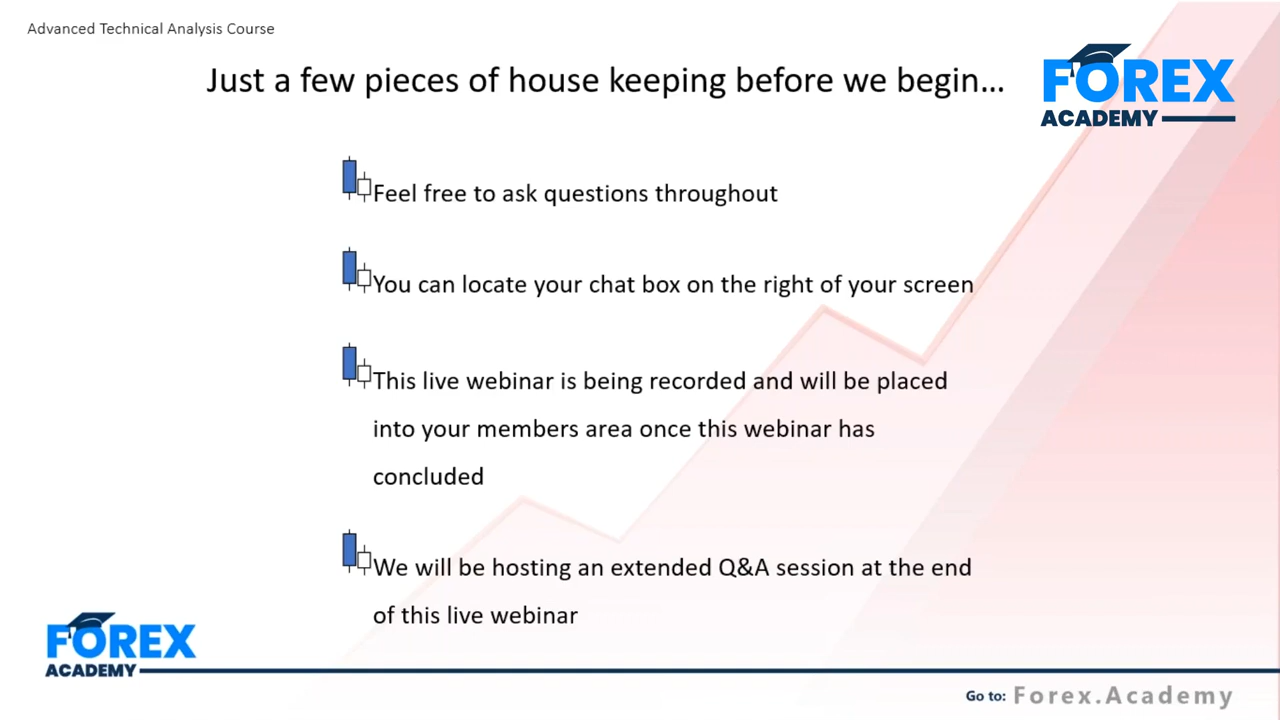 Advanced Technical Analysis Course
Just a few pieces of house keeping before we begin...
FOREX
ACADEMY
Feel free to ask questions throughout
You can locate your chat box on the right of your screen
This live webinar is being recorded and will be placed
into your members area once this webinar has
concluded
We will be hosting an extended Q&A session at the end
of this live webinar
FOREX
ACADEMY
Go to: Forex.Academy